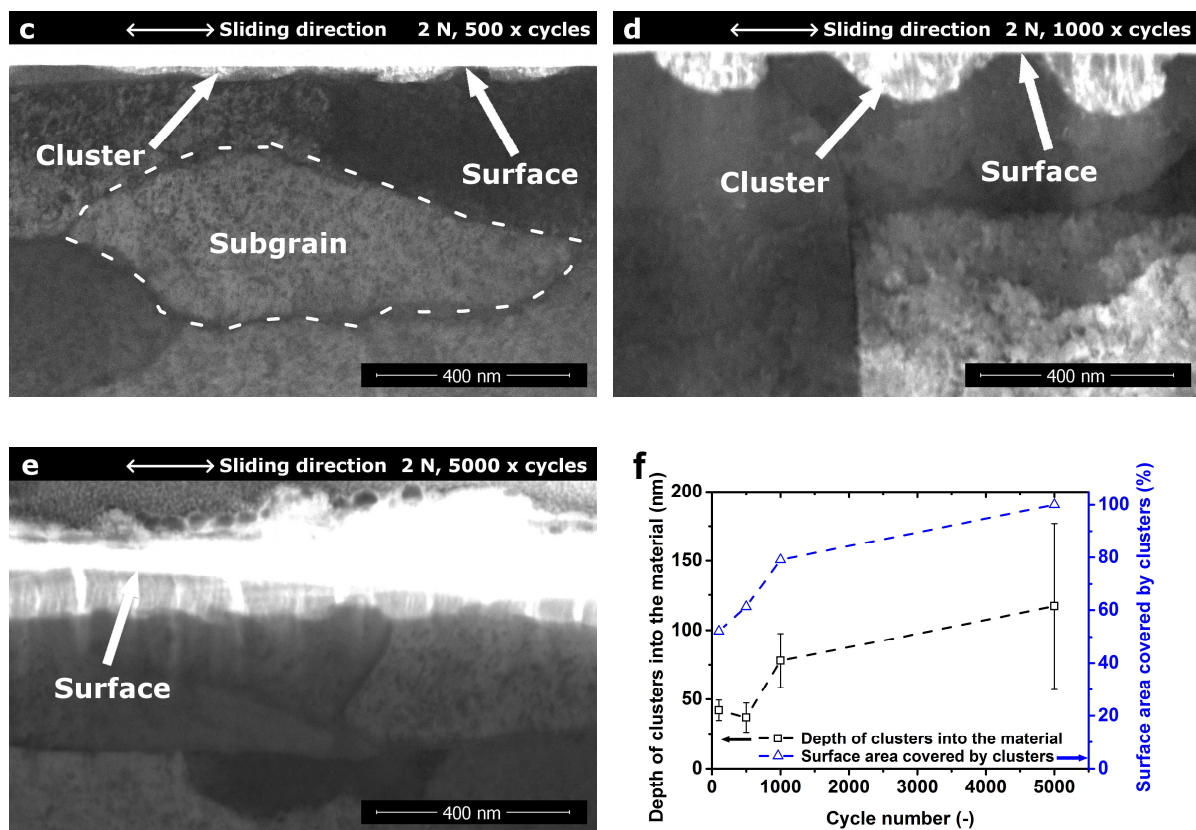 c Sliding direction 2 N, 500 x cycles
Cluster
Surface
Subgrain
400 nm
d Sliding direction 2 N, 1000 x cycles
Cluster
Surface
400 nm
e Sliding direction 2 N, 5000 x cycles
Surface
400 nm
f
Depth of clusters into the material (nm)
200
150
100
50
0
0 1000 2000 3000 4000 5000
Cycle number (-)
100
80
60
40
20
0
Surface area covered by clusters (%)
Depth of clusters into the material
Surface area covered by clusters